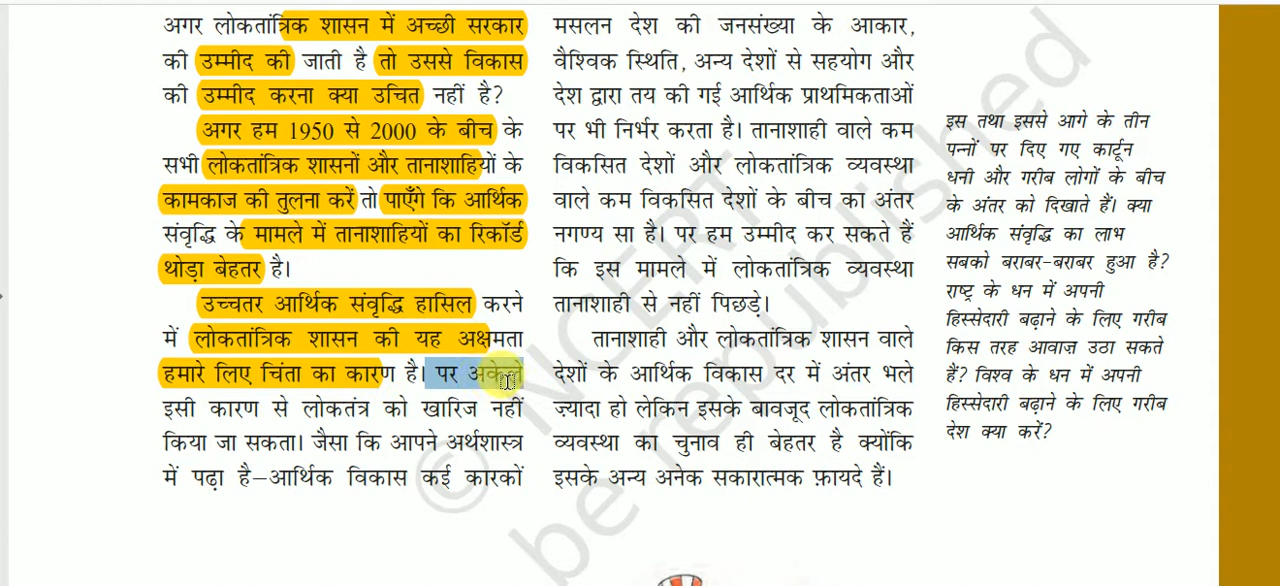 अगर लोकतांत्रिक शासन में अच्छी सरकार
की उम्मीद की जाती है तो उससे विकास
की उम्मीद करना क्या उचित नहीं है?
अगर हम 1950 से 2000 के बीच के
सभी लोकतांत्रिक शासनों और तानाशाहियों के
कामकाज की तुलना करें तो पाएँगे कि आर्थिक
संवृद्धि के मामले में तानाशाहियों का रिकॉर्ड
थोड़ा बेहतर है।
उच्चतर आर्थिक संवृद्धि हासिल करने
में लोकतांत्रिक शासन की यह अक्षमता
हमारे लिए चिंता का कारण है। पर अकेले
इसी कारण से लोकतंत्र को खारिज नहीं
किया जा सकता। जैसा कि आपने अर्थशास्त्र
में पढ़ा है–आर्थिक विकास कई कारकों
मसलन देश की जनसंख्या के आकार,
वैश्विक स्थिति, अन्य देशों से सहयोग और
देश द्वारा तय की गई आर्थिक प्राथमिकताओं
पर भी निर्भर करता है। तानाशाही वाले कम
विकसित देशों और लोकतांत्रिक व्यवस्था
वाले कम विकसित देशों के बीच का अंतर
नगण्य सा है। पर हम उम्मीद कर सकते हैं
कि इस मामले में लोकतांत्रिक व्यवस्था
तानाशाही से नहीं पिछड़े।
तानाशाही और लोकतांत्रिक शासन वाले
देशों के आर्थिक विकास दर में अंतर भले
ज्यादा हो लेकिन इसके बावजूद लोकतांत्रिक
व्यवस्था का चुनाव ही बेहतर है क्योंकि
इसके अन्य अनेक सकारात्मक फ़ायदे हैं।
इस तथा इससे आगे के तीन
पन्नों पर दिए गए कार्टून
धनी और गरीब लोगों के बीच
के अंतर को दिखाते हैं। क्या
आर्थिक संवृद्धि का लाभ
सबको बराबर-बराबर हुआ है?
राष्ट्र के धन में अपनी
हिस्सेदारी बढ़ाने के लिए गरीब
किस तरह आवाज़ उठा सकते
हैं? विश्व के धन में अपनी
हिस्सेदारी बढ़ाने के लिए गरीब
देश क्या करें?
© NCERT
be republished